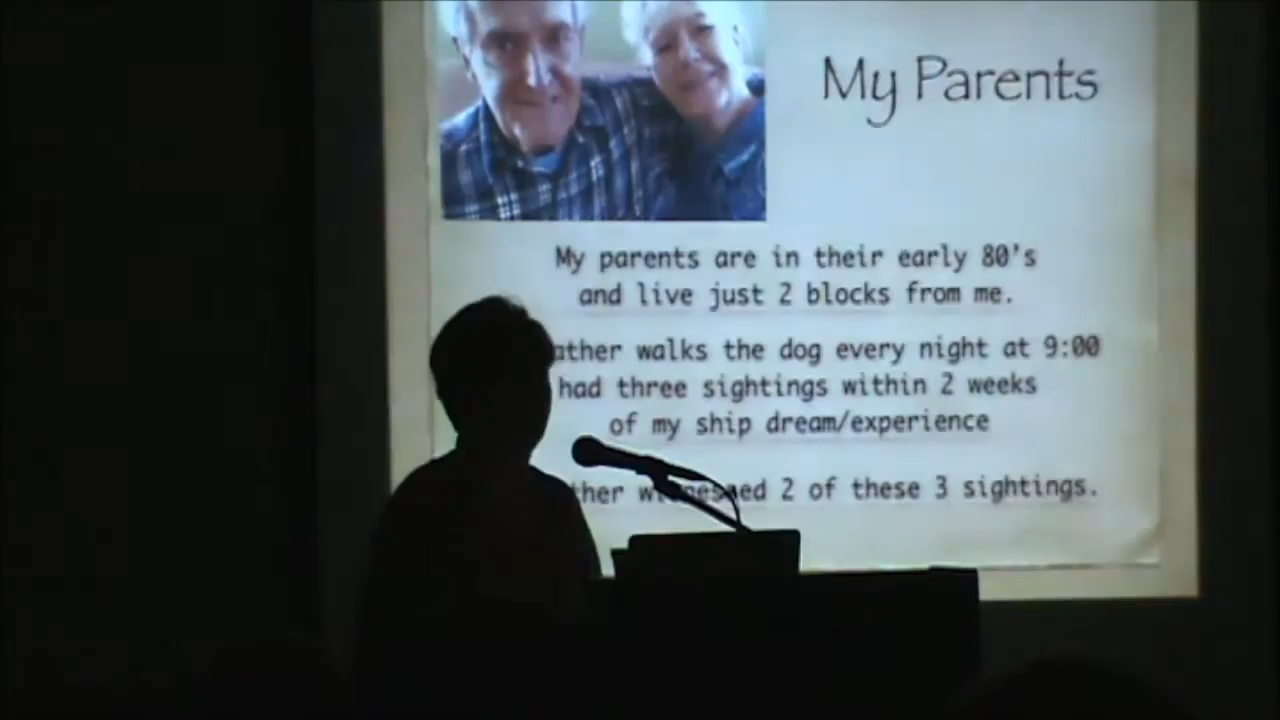 My Parents
My parents are in their early 80's
and live just 2 blocks from me.
ather walks the dog every night at 9:00
had three sightings within 2 weeks
of my ship dream/experience
ther witnessed 2 of these 3 sightings.